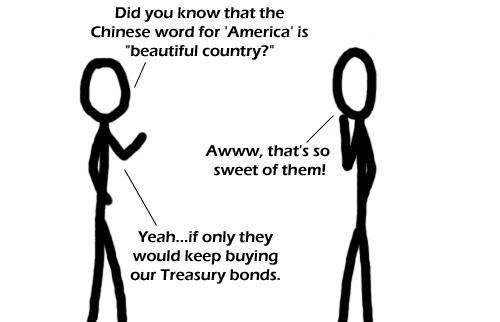 Did you know that the
Chinese word for 'America' is
"beautiful country?"
Awww, that's so
sweet of them!
Yeah...if only they
would keep buying
our Treasury bonds.